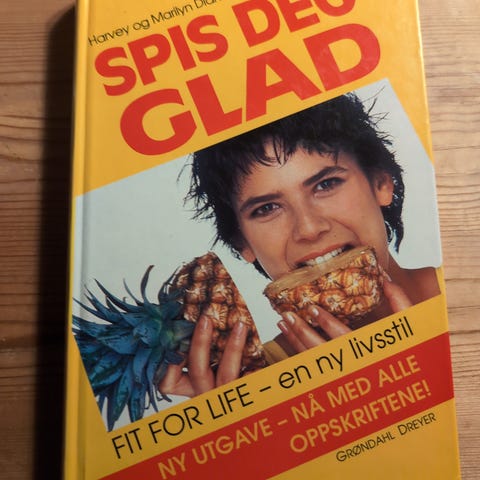 Harvey og Marilyn
SPIS DEG
GLAD
FIT FOR LIFE – en ny livsstil
NY UTGAVE – NÅ MED ALLE
OPPSKRIFTENE!
GRØNDAHL DREYER